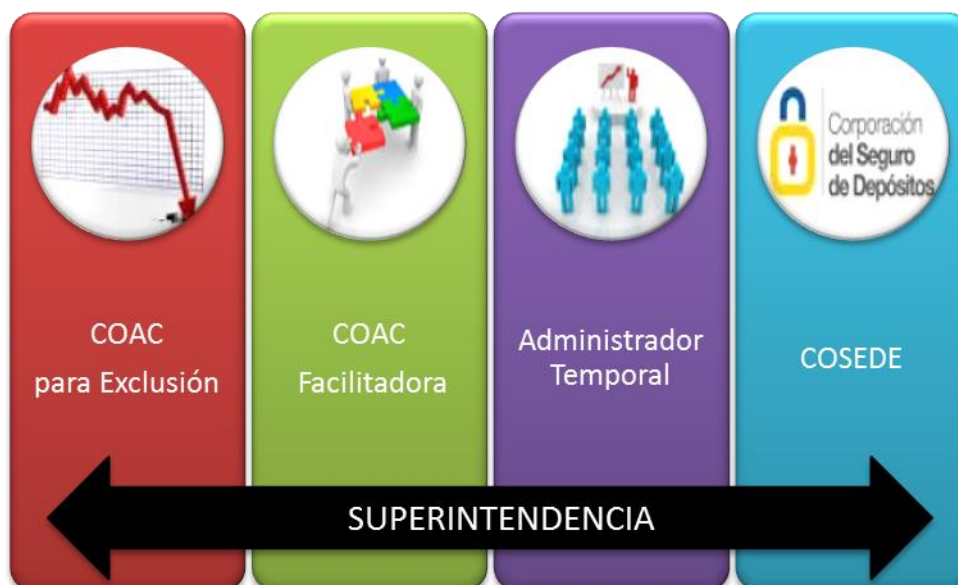 Corporación
del Seguro
de Depósitos
COAC
para Exclusión
COAC
Facilitadora
Administrador
Temporal
COSEDE
SUPERINTENDENCIA